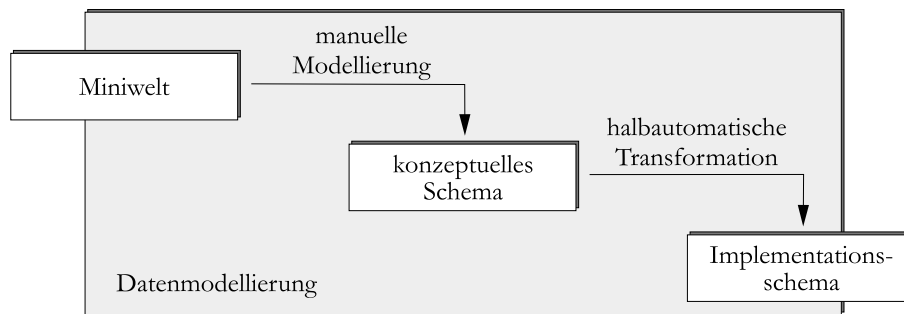 manuelle
Modellierung
Miniwelt
halbautomatische
Transformation
konzeptuelles
Schema
Implementations-
schema
Datenmodellierung